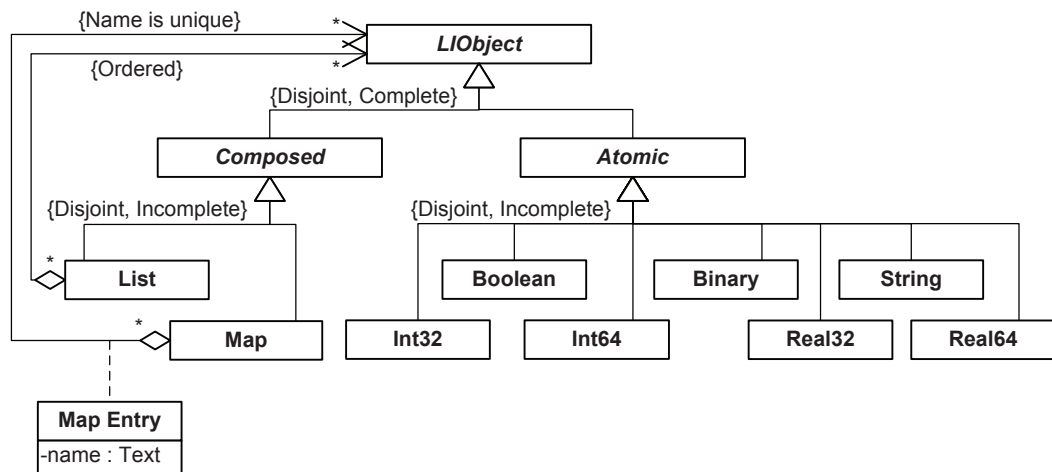 {Name is unique}
*
LIObject
*
{Ordered}
{Disjoint, Complete}
Composed
Atomic
{Disjoint, Incomplete}
{Disjoint, Incomplete}
*
List
Boolean
Binary
String
*
Map
Int32
Int64
Real32
Real64
Map Entry
-name : Text